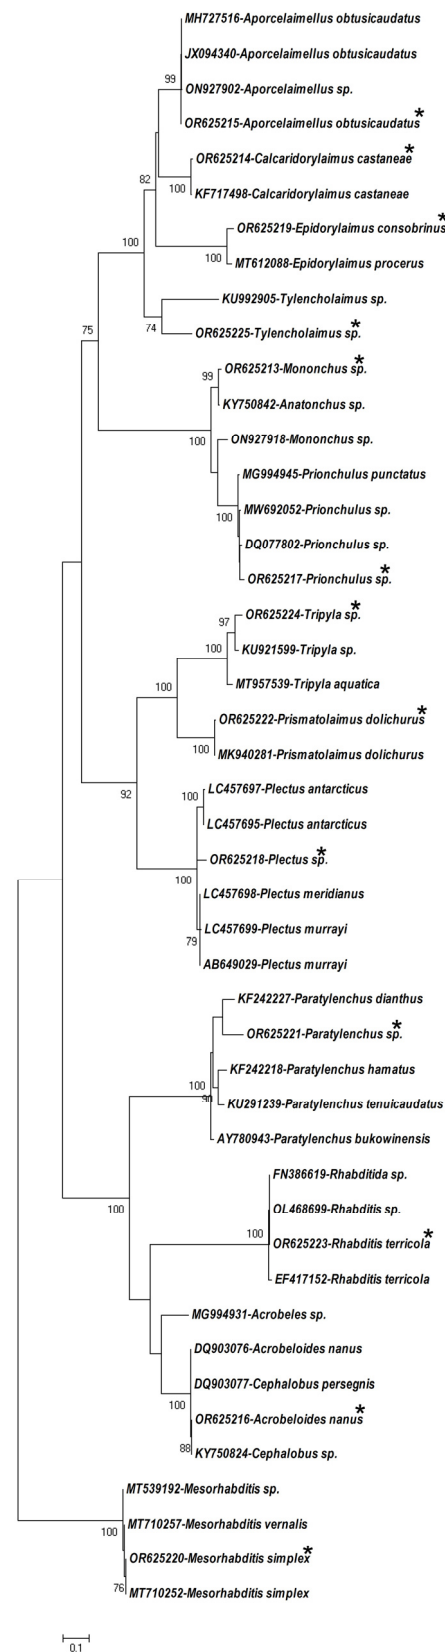 MH727516-Aporcelaimellus obtusicaudatus
JX094340-Aporcelaimellus obtusicaudatus
99
ON927902-Aporcelaimellus sp.
OR625215-Aporcelaimellus obtusicaudatus*
OR625214-Calcaridorylaimus castaneae*
82
100
KF717498-Calcaridorylaimus castaneae
OR625219-Epidorylaimus consobrinus*
100
100
MT612088-Epidorylaimus procerus
KU992905-Tylencholaimus sp.
74
OR625225-Tylencholaimus sp.*
75
OR625213-Mononchus sp.*
99
KY750842-Anatonchus sp.
100
ON927918-Mononchus sp.
MG994945-Prionchulus punctatus
MW692052-Prionchulus sp.
100
DQ077802-Prionchulus sp.
OR625217-Prionchulus sp.*
OR625224-Tripyla sp.*
97
100
KU921599-Tripyla sp.
MT957539-Tripyla aquatica
100
OR625222-Prismatolaimus dolichurus*
100
MK940281-Prismatolaimus dolichurus
LC457697-Plectus antarcticus
92
100
LC457695-Plectus antarcticus
OR625218-Plectus sp.*
100
LC457698-Plectus meridianus
LC457699-Plectus murrayi
79
AB649029-Plectus murrayi
KF242227-Paratylenchus dianthus
OR625221-Paratylenchus sp.*
KF242218-Paratylenchus hamatus
100
90
KU291239-Paratylenchus tenuicaudatus
AY780943-Paratylenchus bukowinensis
FN386619-Rhabditida sp.
100
OL468699-Rhabditis sp.
100
OR625223-Rhabditis terricola*
EF417152-Rhabditis terricola
MG994931-Acrobeles sp.
DQ903076-Acrobeloides nanus
DQ903077-Cephalobus persegnis
100
OR625216-Acrobeloides nanus*
88
KY750824-Cephalobus sp.
MT539192-Mesorhabditis sp.
100
MT710257-Mesorhabditis vernalis
OR625220-Mesorhabditis simplex*
76
MT710252-Mesorhabditis simplex
0.1